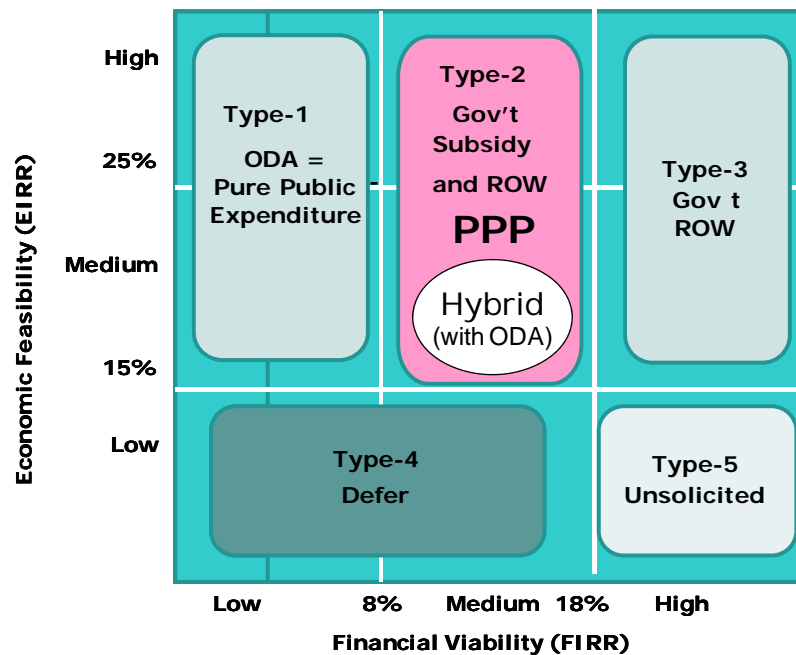 High
25%
Medium
15%
Low
Economic Feasibility (EIRR)
Type-1
ODA =
Pure Public
Expenditure
-
Type-2
Gov't
Subsidy
and ROW
PPP
Hybrid
(with ODA)
Type-3
Gov t
ROW
Type-4
Defer
Type-5
Unsolicited
Low 8% Medium 18% High
Financial Viability (FIRR)